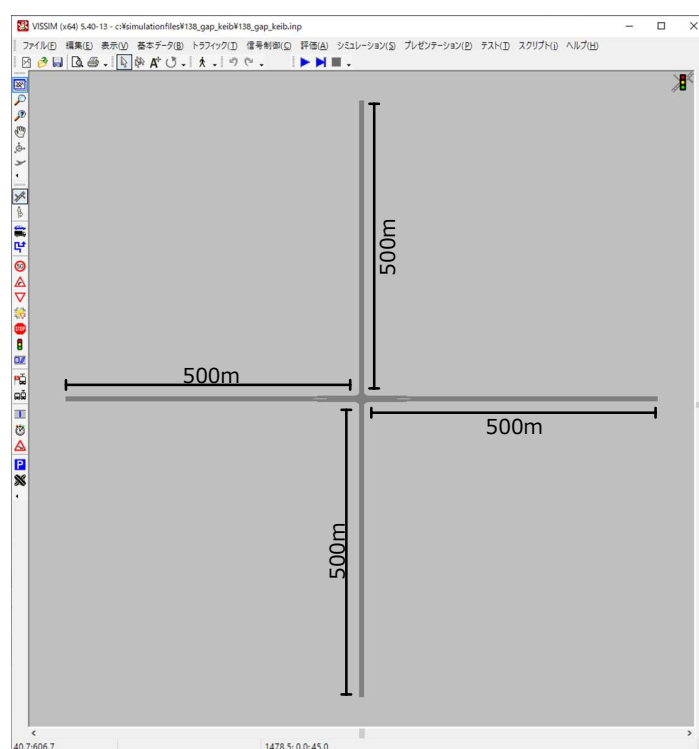 VISSIM (x64) 5.40-13 - c:¥simulationfiles¥138_gap_keib¥138_gap_keib.inp
ファイル(F) 編集(E) 表示(V) 基本データ(B) トラフィック(T) 信号制御(C) 評価(A) シミュレーション(S) プレゼンテーション(P) テスト(T) スクリプト(i) ヘルプ(H)
500m
500m
500m
500m
50
STOP
P
40.7:606.7
1478.5: 0.0:45.0